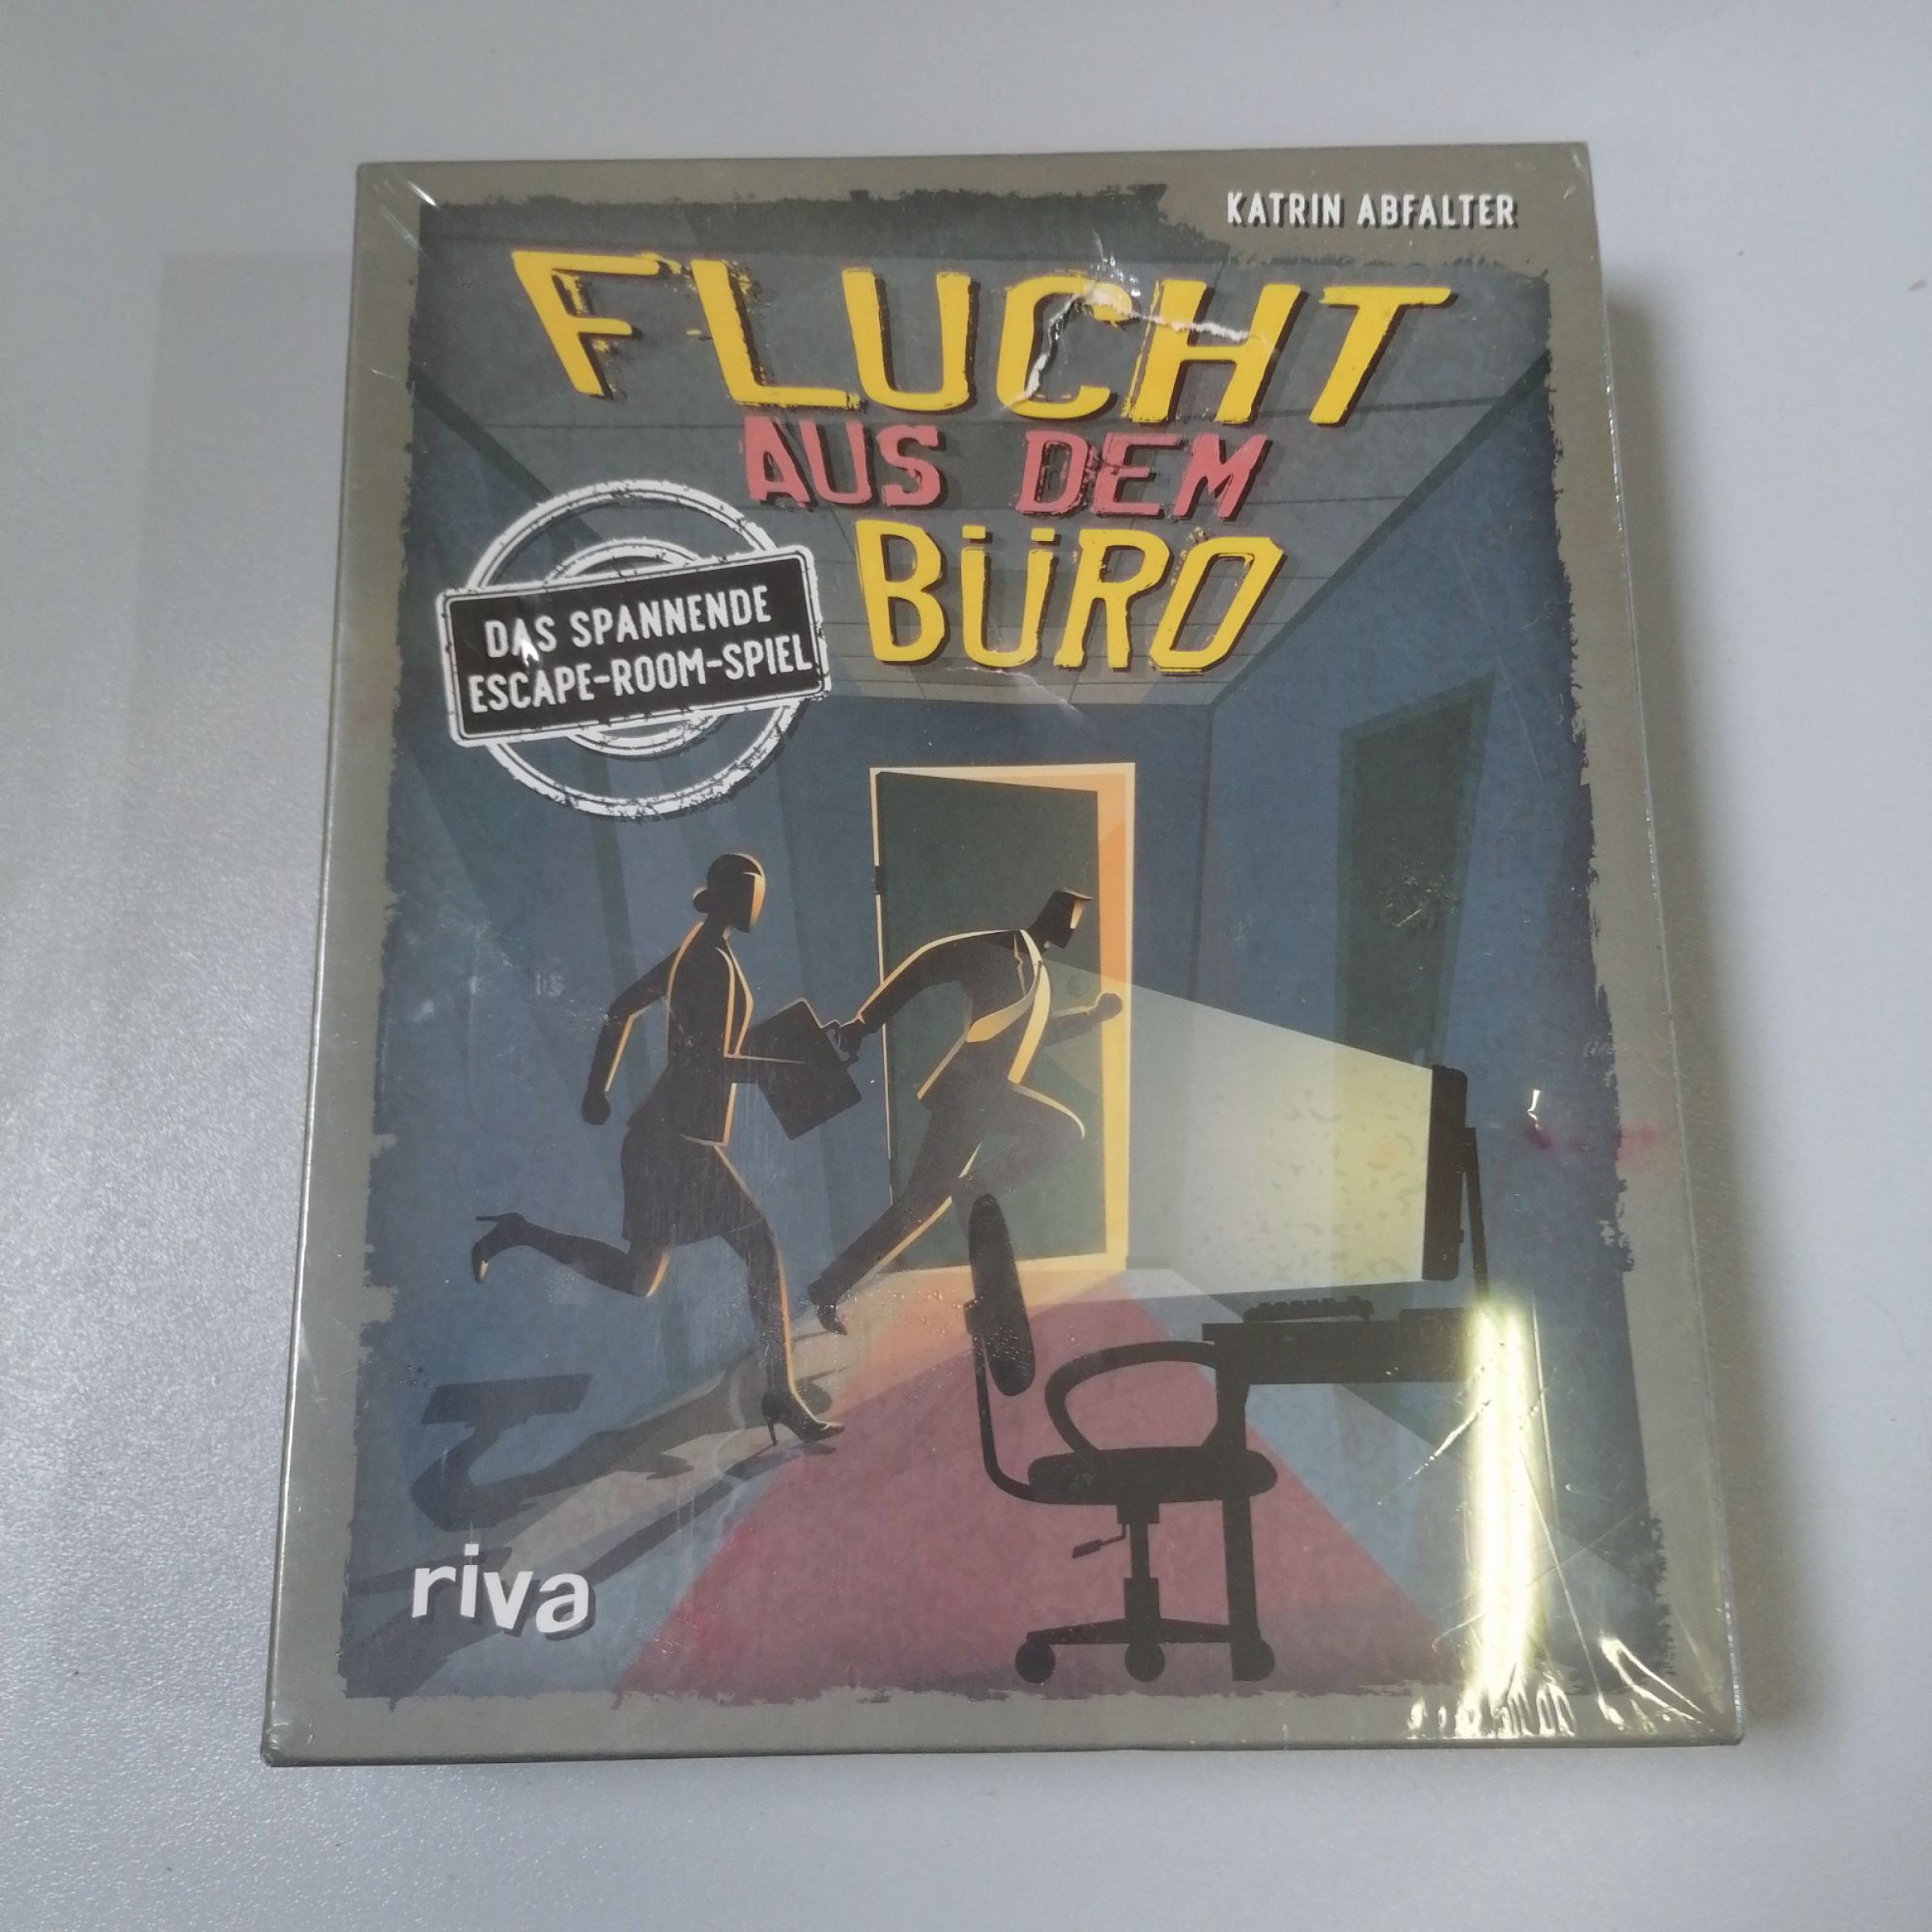 KATRIN ABFALTER
FLUCHT
AUS DEM
BÜRO
DAS SPANNENDE
ESCAPE-ROOM-SPIEL
riva